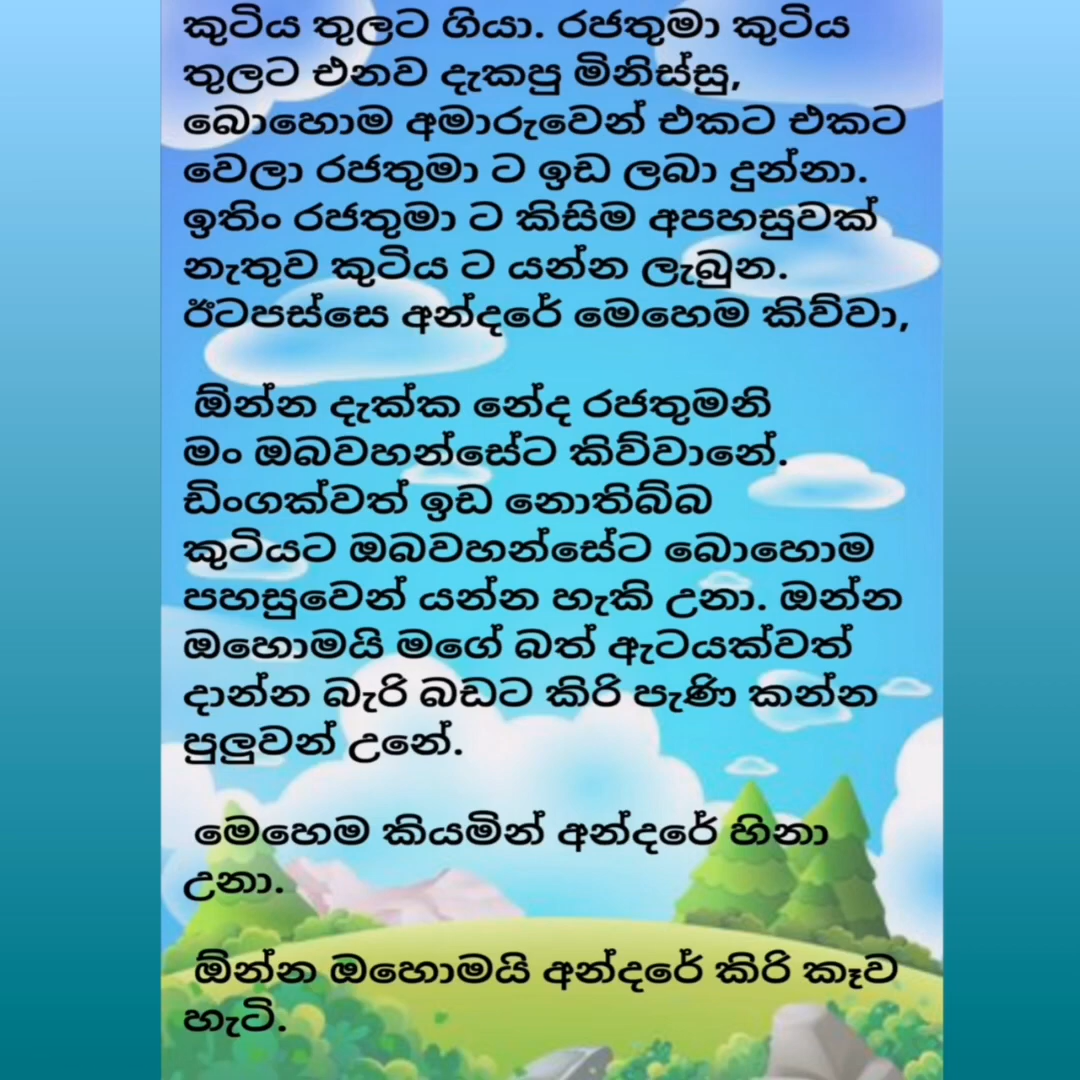 කුටිය තුලට ගියා. රජතුමා කුටිය
තුලට එනව දැකපු මිනිස්සු,
බොහොම අමාරුවෙන් එකට එකට
වෙලා රජතුමා ට ඉඩ ලබා දුන්නා.
ඉතිං රජතුමා ට කිසිම අපහසුවක්
නැතුව කුටිය ට යන්න ලැබුන.
ඊටපස්සෙ අන්දරේ මෙහෙම කිව්වා,
ඕන්න දැක්ක නේද රජතුමනි
මං ඔබවහන්සේට කිව්වානේ.
ඩිංගක්වත් ඉඩ නොතිබ්බ
කුටියට ඔබවහන්සේට බොහොම
පහසුවෙන් යන්න හැකි උනා. ඔන්න
ඔහොමයි මගේ බත් ඇටයක්වත්
දාන්න බැරි බඩට කිරි පැණි කන්න
පුලුවන් උනේ.
මෙහෙම කියමින් අන්දරේ හිනා
උනා.
ඕන්න ඔහොමයි අන්දරේ කිරි කෑව
හැටි.